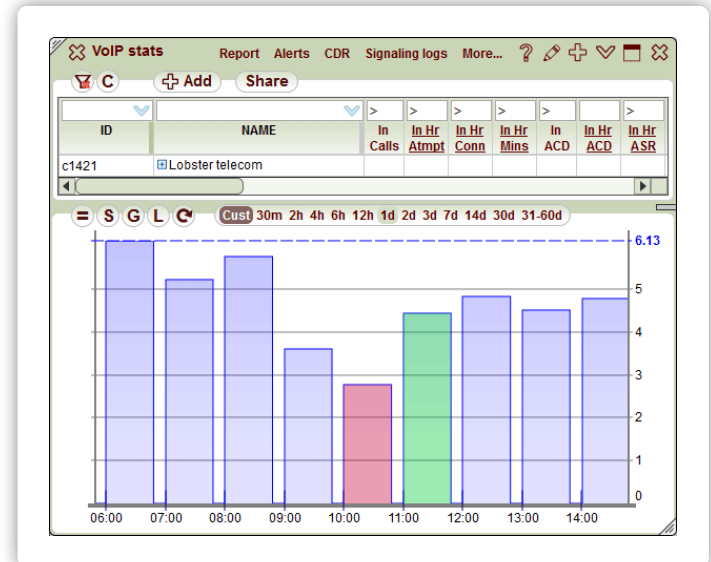 VoIP stats Report Alerts CDR Signaling logs More... ?
C Add Share
> > > > > >
ID NAME In Calls In Hr Atmpt In Hr Conn In Hr Mins In ACD In Hr ACD In Hr ASR
c1421 Lobster telecom
= S G L Cust 30m 2h 4h 6h 12h 1d 2d 3d 7d 14d 30d 31-60d
6.13
5
4
3
2
1
0
06:00 07:00 08:00 09:00 10:00 11:00 12:00 13:00 14:00